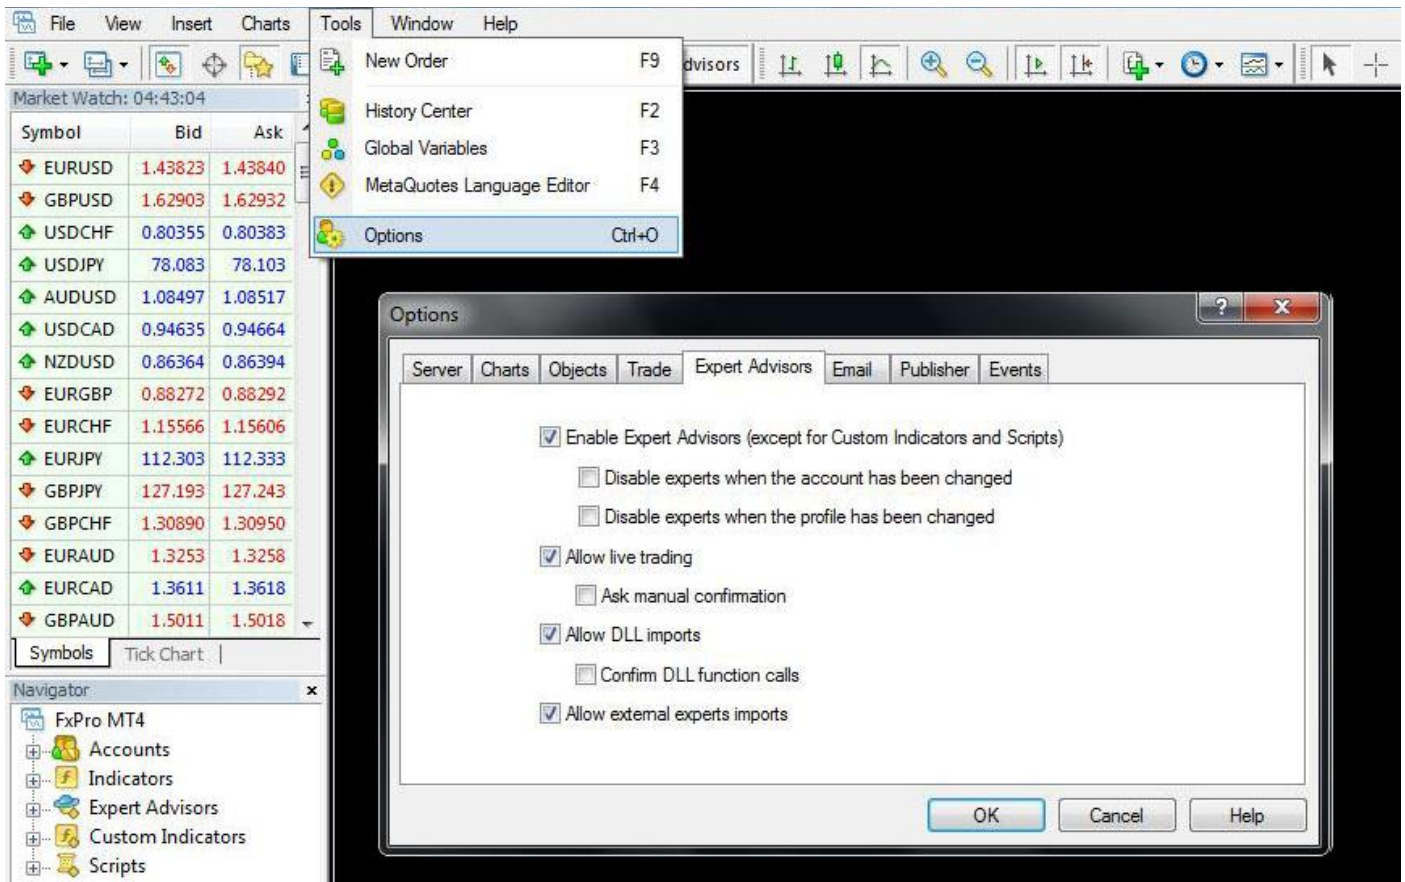 File View Insert Charts Tools Window Help
New Order F9
dvisors
History Center F2
Global Variables F3
MetaQuotes Language Editor F4
Options Ctrl+O
Market Watch: 04:43:04
Symbol Bid Ask
EURUSD 1.43823 1.43840
GBPUSD 1.62903 1.62932
USDCHF 0.80355 0.80383
USDJPY 78.083 78.103
AUDUSD 1.08497 1.08517
USDCAD 0.94635 0.94664
NZDUSD 0.86364 0.86394
EURGBP 0.88272 0.88292
EURCHF 1.15566 1.15606
EURJPY 112.303 112.333
GBPJPY 127.193 127.243
GBPCHF 1.30890 1.30950
EURAUD 1.3253 1.3258
EURCAD 1.3611 1.3618
GBPAUD 1.5011 1.5018
Symbols Tick Chart
Navigator
FxPro MT4
Accounts
Indicators
Expert Advisors
Custom Indicators
Scripts
Options
Server Charts Objects Trade Expert Advisors Email Publisher Events
Enable Expert Advisors (except for Custom Indicators and Scripts)
Disable experts when the account has been changed
Disable experts when the profile has been changed
Allow live trading
Ask manual confirmation
Allow DLL imports
Confirm DLL function calls
Allow external experts imports
OK Cancel Help